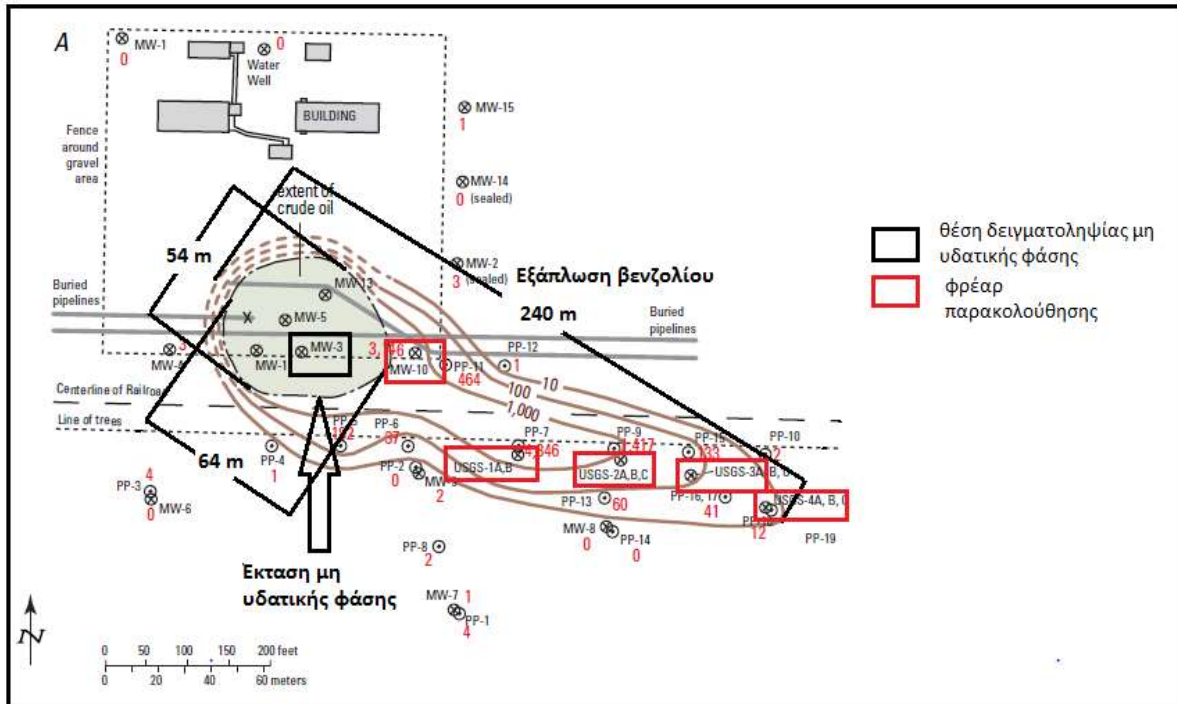 A
MW-1
0
0
Water
Well
BUILDING
MW-15
1
Fence
around
gravel
area
MW-14
0 (sealed)
extent of
crude oil
54 m
MW-2
(sealed)
3
Εξάπλωση βενζολίου
240 m
Buried
pipelines
Buried
pipelines
MW-13
X
MW-5
3
MW-4
MW-1
MW-3
MW-10
PP-11
464
PP-12
1
10
100
1,000
Centerline of
Line of trees
64 m
PP-4
1
PP-6
PP-7
PP-9
PP-10
2
PP-2
0
2
USGS-1A,B
USGS-2A,B,C
USGS-3A, B,
USGS-4A, B,
4
PP-3
0
MW-6
PP-13
60
PP-16, 17
41
12
PP-19
MW-8
0
PP-14
0
PP-8
2
Έκταση μη
υδατικής φάσης
MW-7
1
PP-1
4
N
0 50 100 150 200 feet
0 20 40 60 meters
θέση δειγματοληψίας μη
υδατικής φάσης
φρέαρ
παρακολούθησης